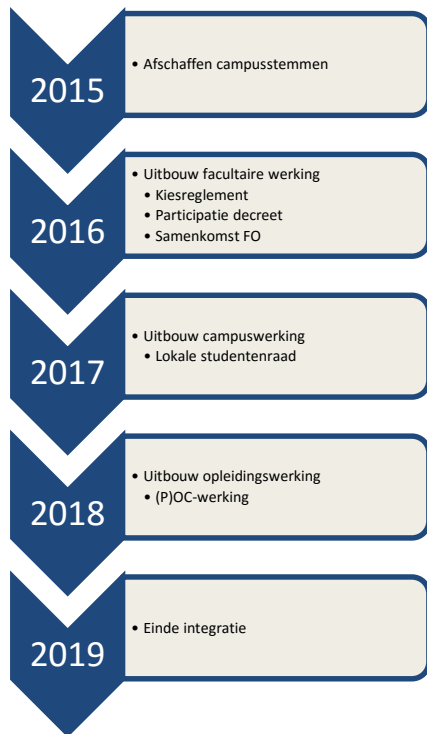 2015
• Afschaffen campusstemmen
2016
• Uitbouw facultaire werking
• Kiesreglement
• Participatie decreet
• Samenkomst FO
2017
• Uitbouw campuswerking
• Lokale studentenraad
2018
• Uitbouw opleidingswerking
• (P)OC-werking
2019
• Einde integratie